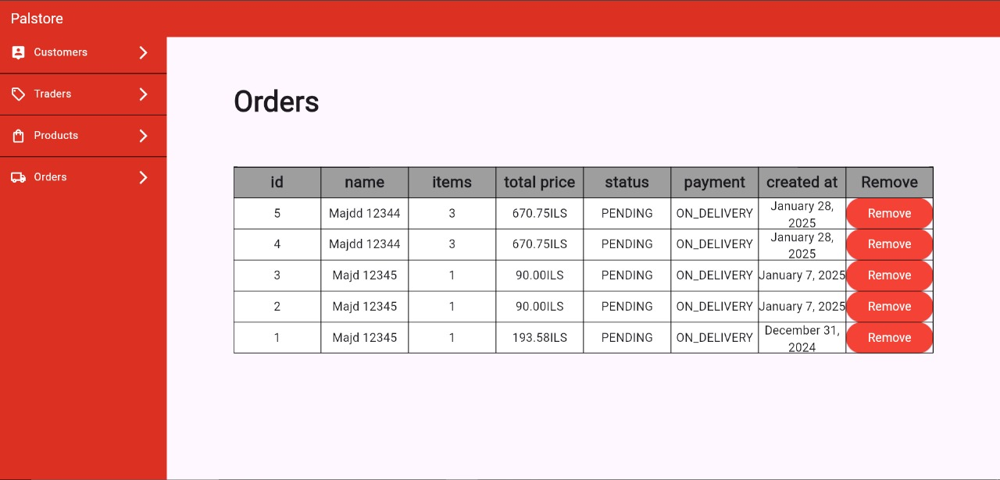 Palstore
Customers
Traders
Products
Orders
Orders
id name items total price status payment created at Remove
5 Majdd 12344 3 670.75ILS PENDING ON_DELIVERY January 28, 2025 Remove
4 Majdd 12344 3 670.75ILS PENDING ON_DELIVERY January 28, 2025 Remove
3 Majd 12345 1 90.00ILS PENDING ON_DELIVERY January 7, 2025 Remove
2 Majd 12345 1 90.00ILS PENDING ON_DELIVERY January 7, 2025 Remove
1 Majd 12345 1 193.58ILS PENDING ON_DELIVERY December 31, 2024 Remove